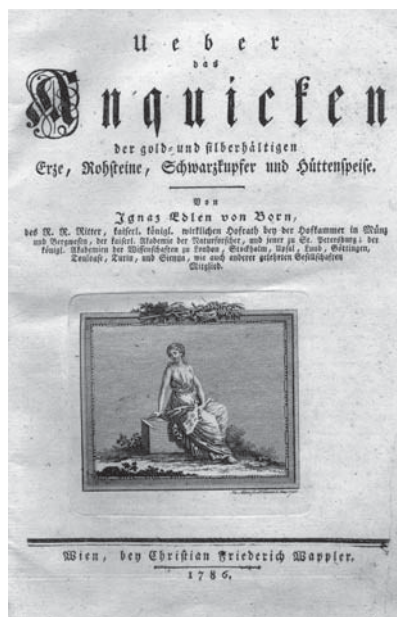 Ueber
das
Anquicken
der gold- und silberhältigen
Erze, Rohsteine, Schwarzkupfer und Hüttenspeise.
Von
Ignaz Edlen von Born,
des R. R. Ritter, kaiserl. königl. wirklichen Hofrath bey der Hofkammer in Münz
und Bergwesen, der kaiserl. Akademie der Naturforscher, und jener zu St. Petersburg; der
königl. Akademien der Wissenschaften zu London, Stockholm, Upsal, Lund, Göttingen,
Toulouse, Turin, und Sienna, wie auch anderer gelehrten Gesellschaften
Mitglied.
Wien, bey Christian Friederich Wappler.
1786.